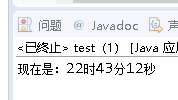 问题 @ Javadoc 声
<已终止> test (1) [Java 应
现在是：22时43分12秒